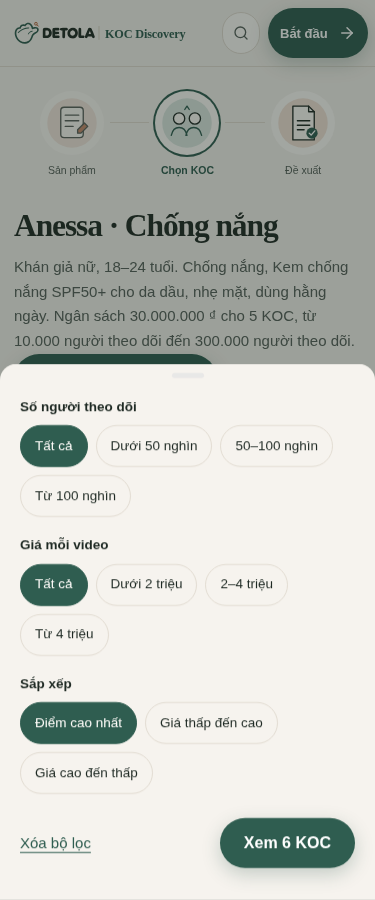 DETOLA KOC Discovery
Bắt đầu
Sản phẩm
Chọn KOC
Đề xuất
Anessa · Chống nắng
Khán giả nữ, 18–24 tuổi. Chống nắng, Kem chống
nắng SPF50+ cho da dầu, nhẹ mặt, dùng hằng
ngày. Ngân sách 30.000.000 ₫ cho 5 KOC, từ
10.000 người theo dõi đến 300.000 người theo dõi.
Số người theo dõi
Tất cả
Dưới 50 nghìn
50–100 nghìn
Từ 100 nghìn
Giá mỗi video
Tất cả
Dưới 2 triệu
2–4 triệu
Từ 4 triệu
Sắp xếp
Điểm cao nhất
Giá thấp đến cao
Giá cao đến thấp
Xóa bộ lọc
Xem 6 KOC